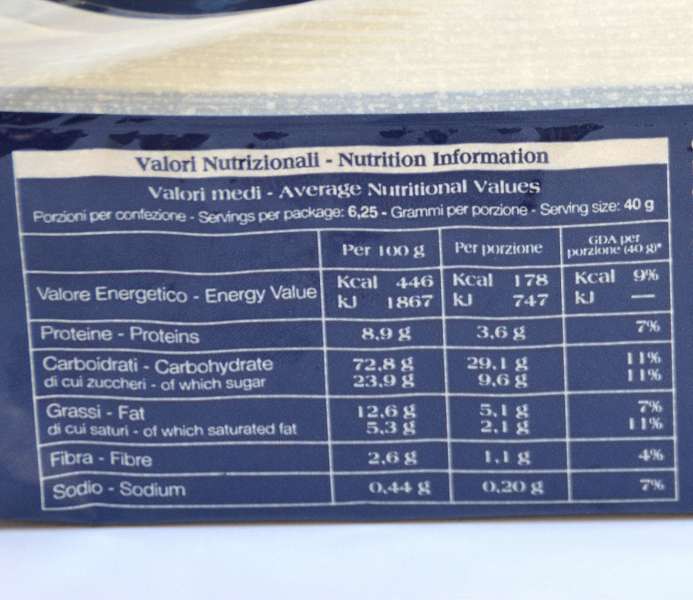 Valori Nutrizionali - Nutrition Information
Valori medi - Average Nutritional Values
Porzioni per confezione - Servings per package: 6,25 - Grammi per porzione - Serving size: 40 g
Per 100 g Per porzione GDA per porzione (40 g)*
Valore Energetico - Energy Value Kcal 446 Kcal 178 Kcal 9%
kJ 1867 kJ 747 kJ —
Proteine - Proteins 8,9 g 3,6 g 7%
Carboidrati - Carbohydrate 72,8 g 29,1 g 11%
di cui zuccheri - of which sugar 23,9 g 9,6 g 11%
Grassi - Fat 12,6 g 5,1 g 7%
di cui saturi - of which saturated fat 5,3 g 2,1 g 11%
Fibra - Fibre 2,6 g 1,1 g 4%
Sodio - Sodium 0,44 g 0,20 g 7%